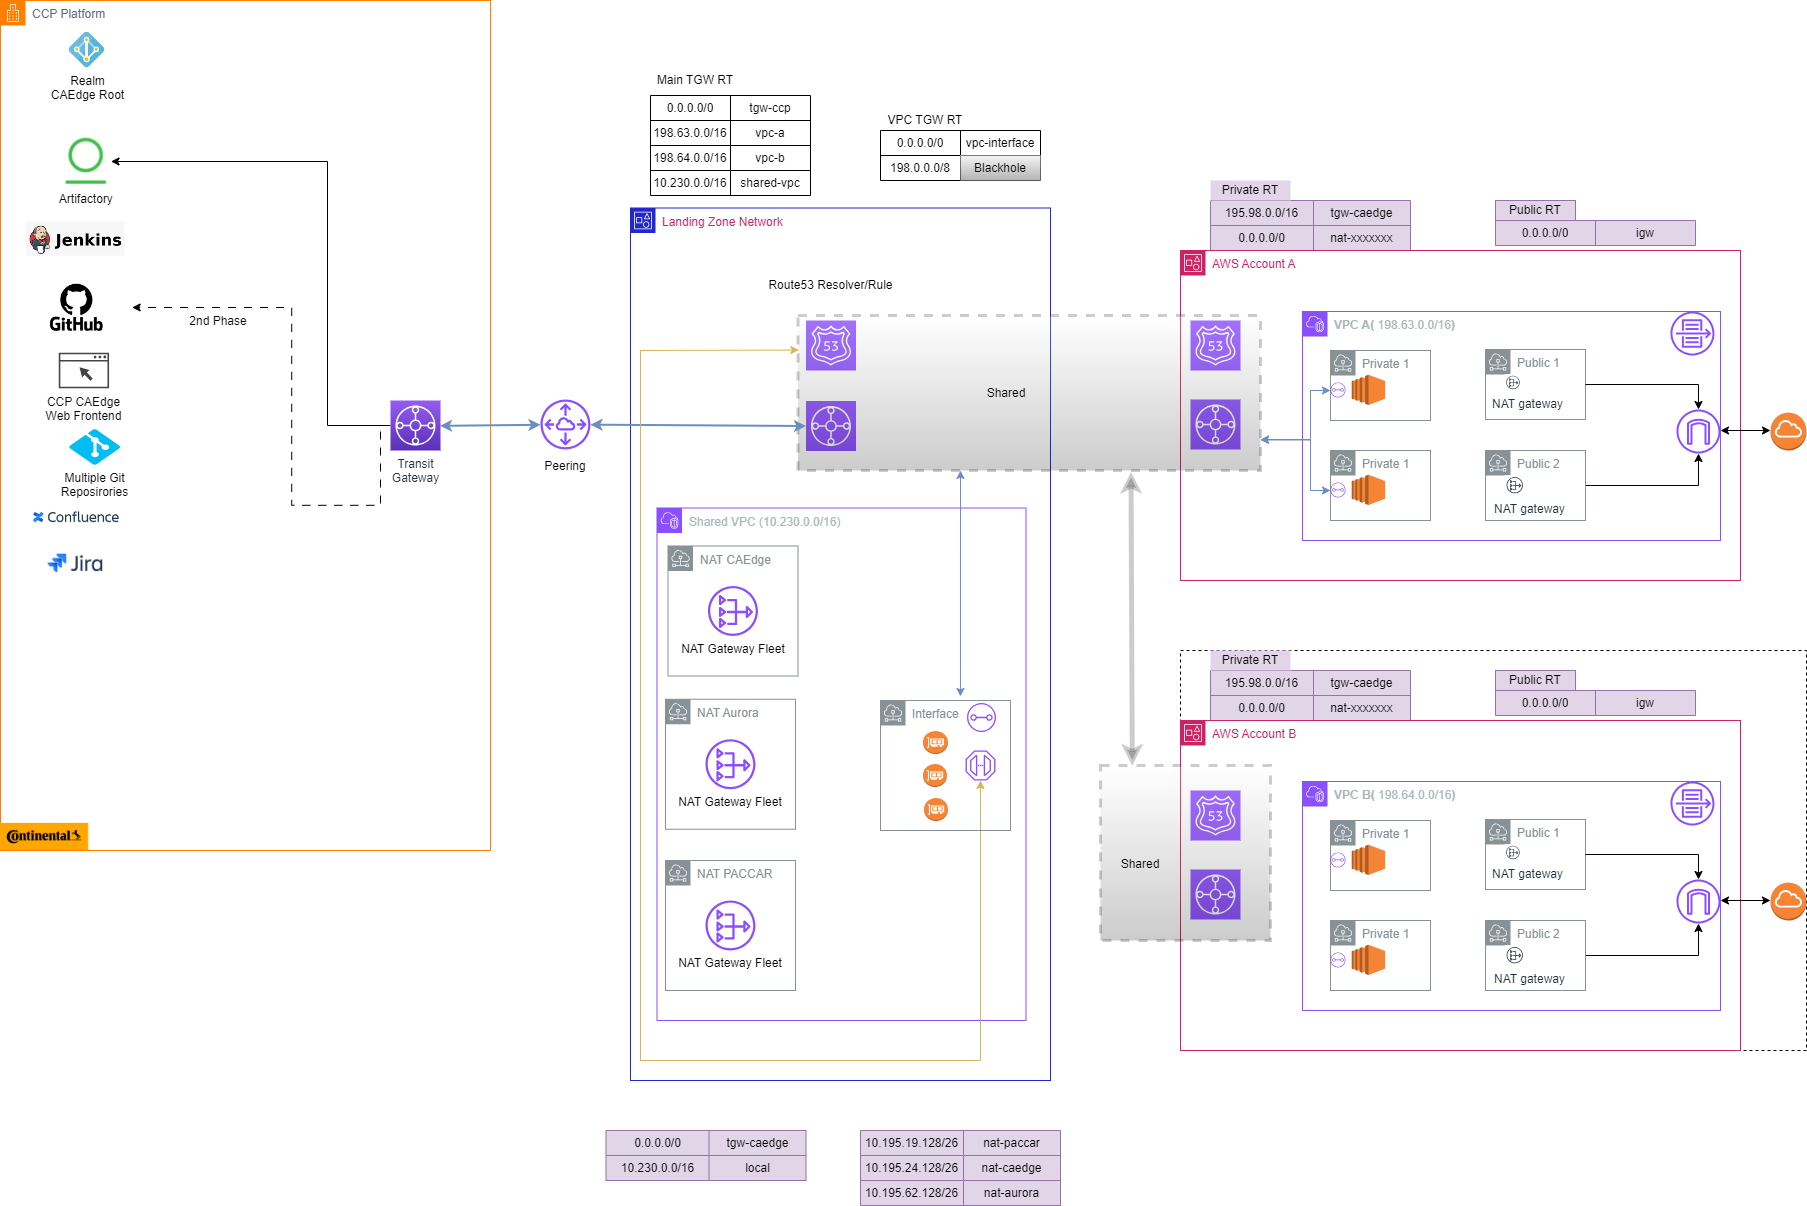 CCP Platform
Realm
CAEdge Root
Artifactory
Jenkins
GitHub
2nd Phase
CCP CAEdge
Web Frontend
Multiple Git
Reposirories
Confluence
Jira
Continental
Transit
Gateway
Peering
Main TGW RT
0.0.0.0/0 tgw-ccp
198.63.0.0/16 vpc-a
198.64.0.0/16 vpc-b
10.230.0.0/16 shared-vpc
VPC TGW RT
0.0.0.0/0 vpc-interface
198.0.0.0/8 Blackhole
Landing Zone Network
Route53 Resolver/Rule
53
53
Shared
Shared VPC (10.230.0.0/16)
NAT CAEdge
NAT Gateway Fleet
NAT Aurora
NAT Gateway Fleet
NAT PACCAR
NAT Gateway Fleet
Interface
Private RT
195.98.0.0/16 tgw-caedge
0.0.0.0/0 nat-xxxxxxx
Public RT
0.0.0.0/0 igw
AWS Account A
VPC A( 198.63.0.0/16)
Private 1
Public 1
NAT gateway
Private 1
Public 2
NAT gateway
Private RT
195.98.0.0/16 tgw-caedge
0.0.0.0/0 nat-xxxxxxx
Public RT
0.0.0.0/0 igw
AWS Account B
Shared
53
VPC B( 198.64.0.0/16)
Private 1
Public 1
NAT gateway
Private 1
Public 2
NAT gateway
0.0.0.0/0 tgw-caedge
10.230.0.0/16 local
10.195.19.128/26 nat-paccar
10.195.24.128/26 nat-caedge
10.195.62.128/26 nat-aurora